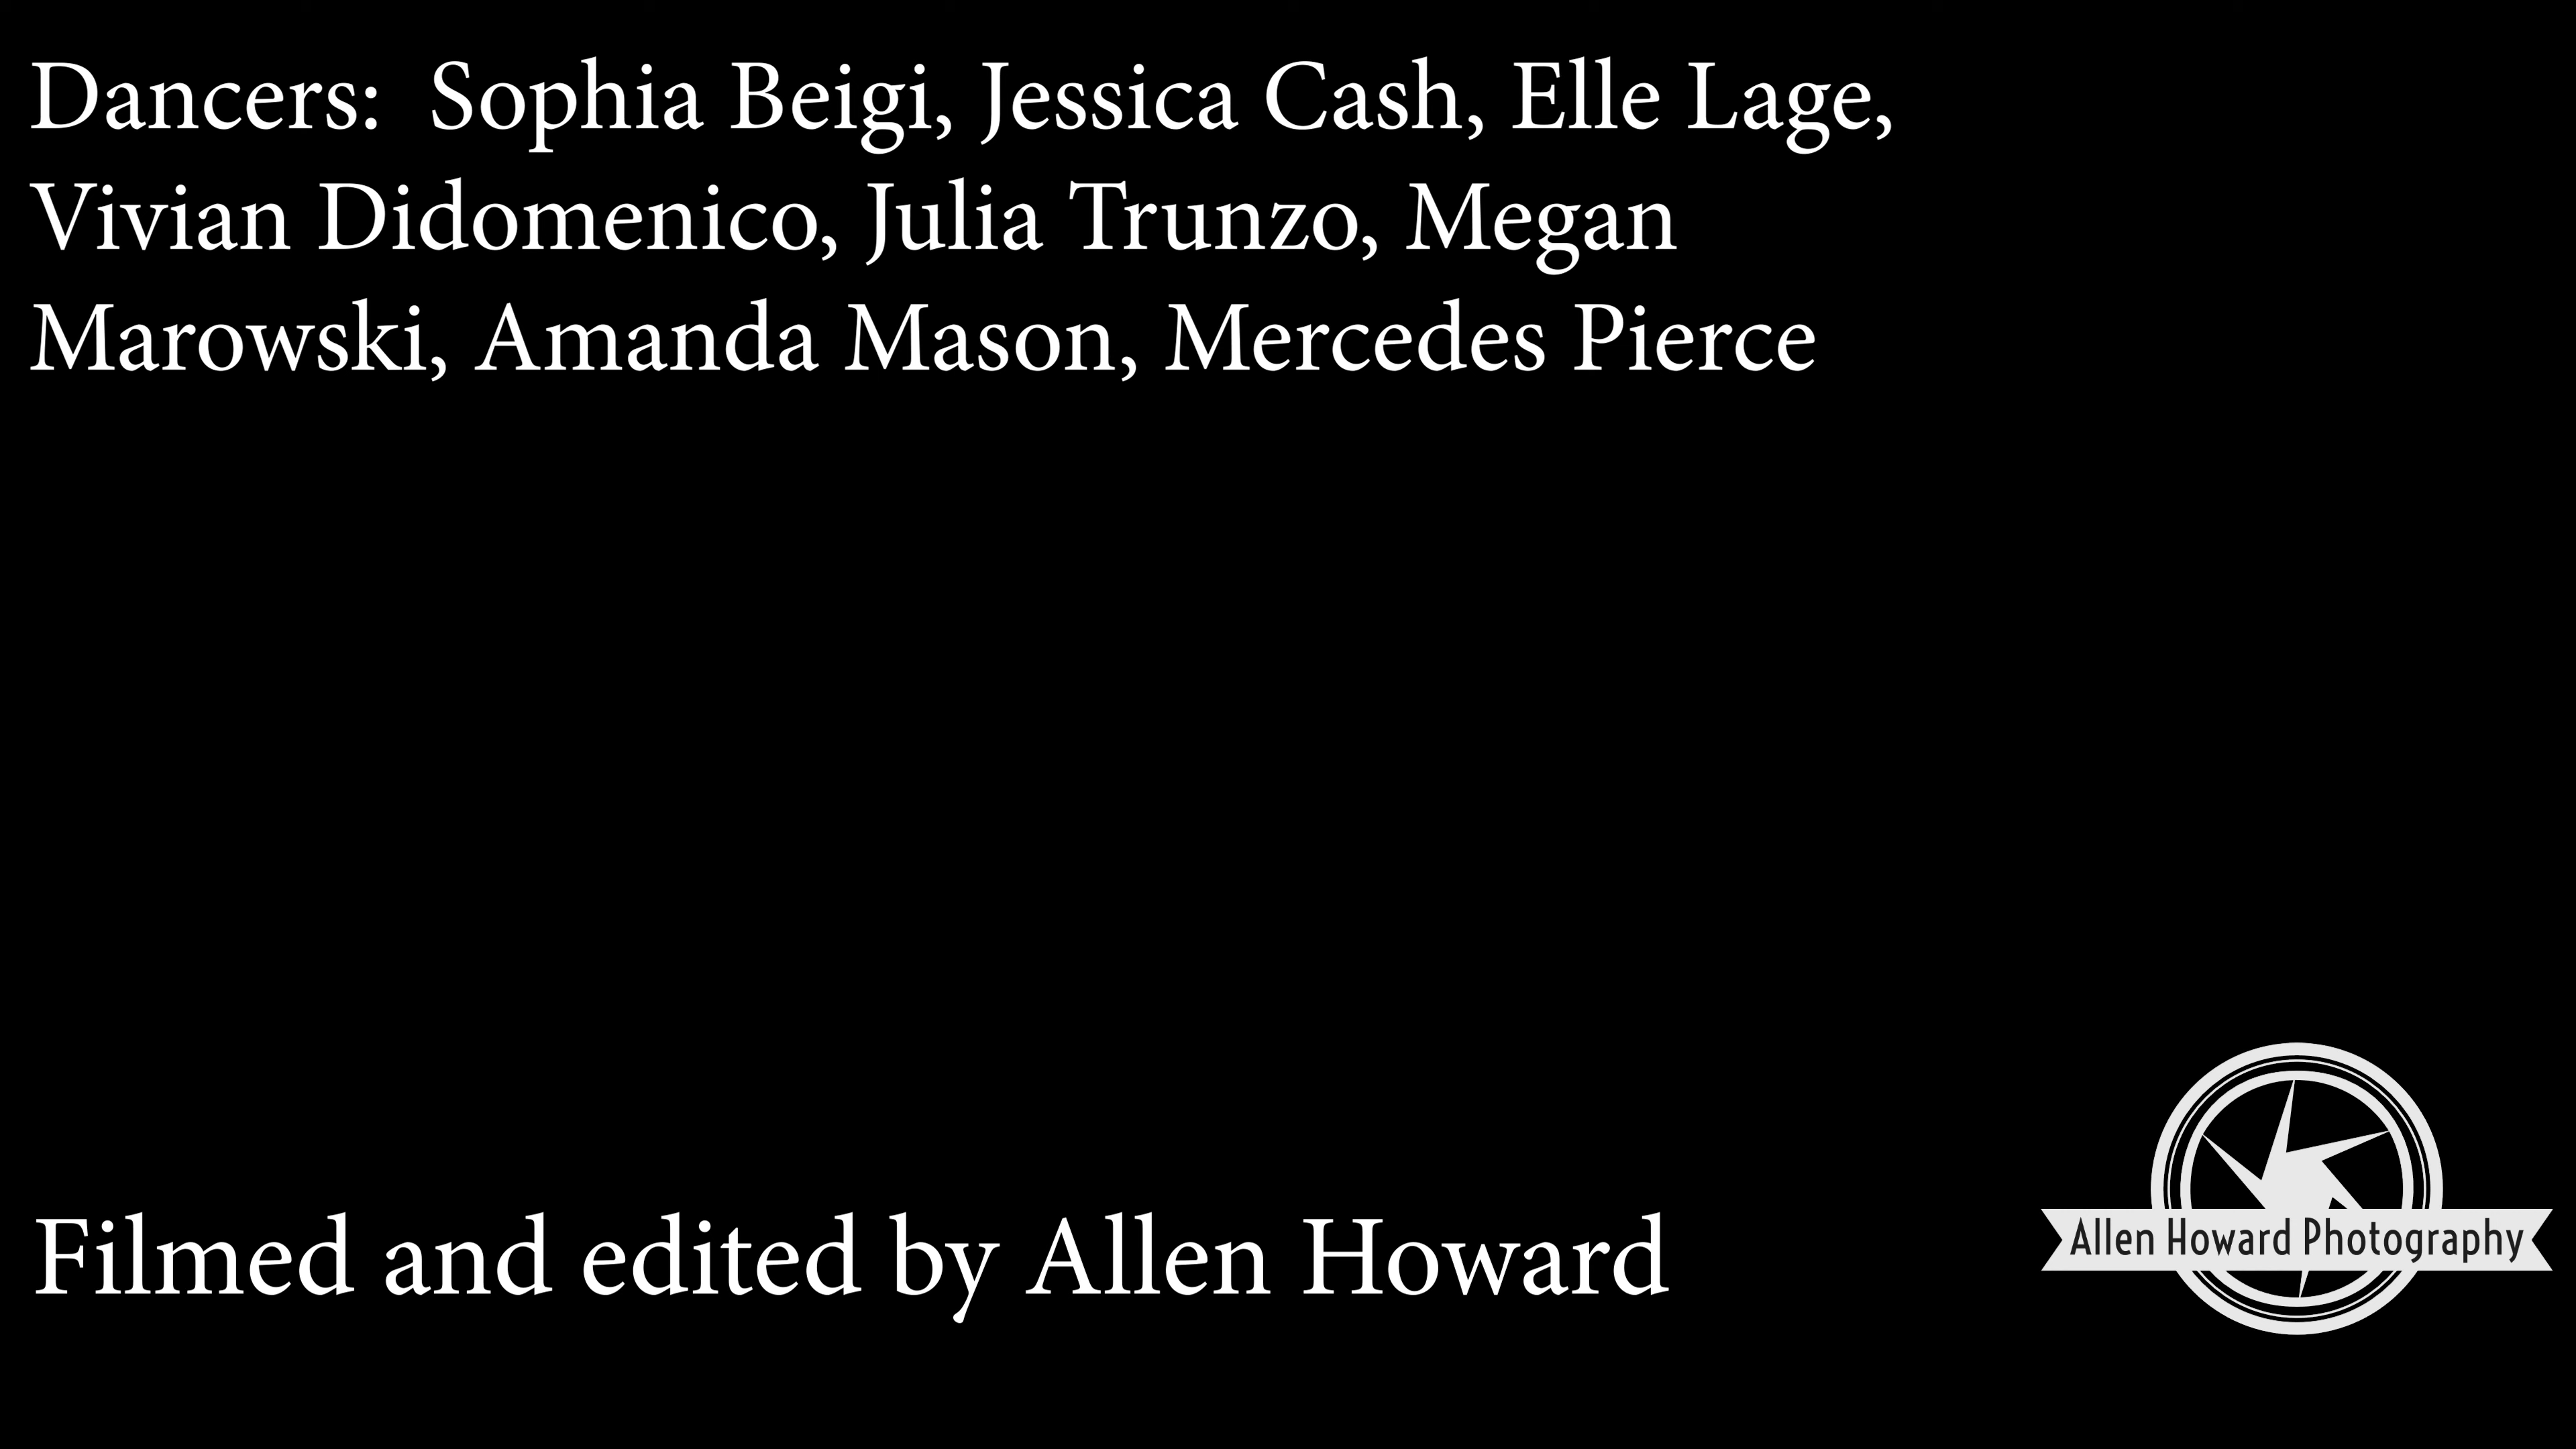 Dancers:  Sophia Beigi, Jessica Cash, Elle Lage,
Vivian Didomenico, Julia Trunzo, Megan
Marowski, Amanda Mason, Mercedes Pierce
Filmed and edited by Allen Howard
Allen Howard Photography